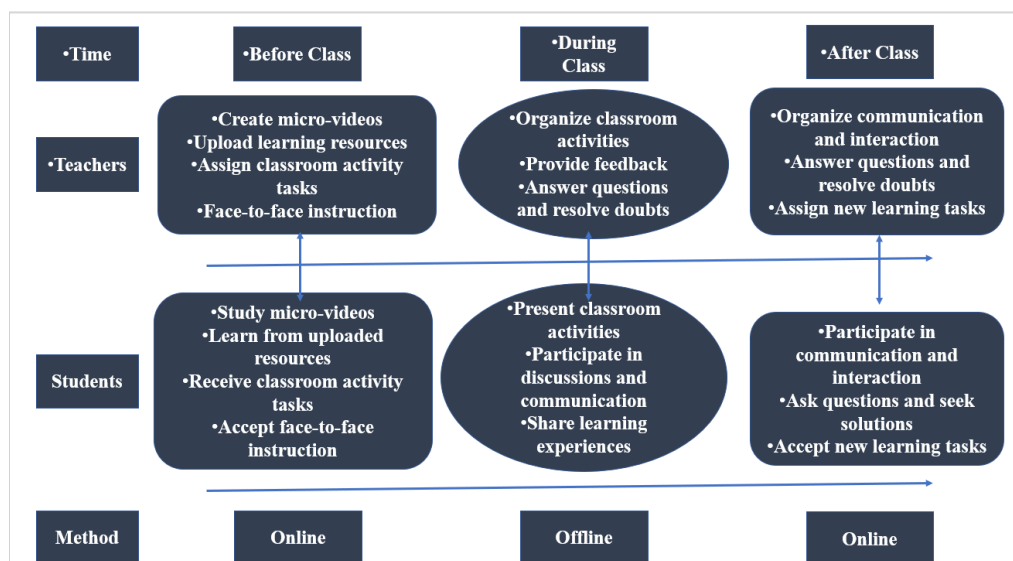 •Time
•Before Class
•During
Class
•After Class
•Teachers
•Create micro-videos
•Upload learning resources
•Assign classroom activity
tasks
•Face-to-face instruction
•Organize classroom
activities
•Provide feedback
•Answer questions
and resolve doubts
•Organize communication
and interaction
•Answer questions and
resolve doubts
•Assign new learning tasks
Students
•Study micro-videos
•Learn from uploaded
resources
•Receive classroom activity
tasks
•Accept face-to-face
instruction
•Present classroom
activities
•Participate in
discussions and
communication
•Share learning
experiences
•Participate in
communication and
interaction
•Ask questions and seek
solutions
•Accept new learning tasks
Method
Online
Offline
Online